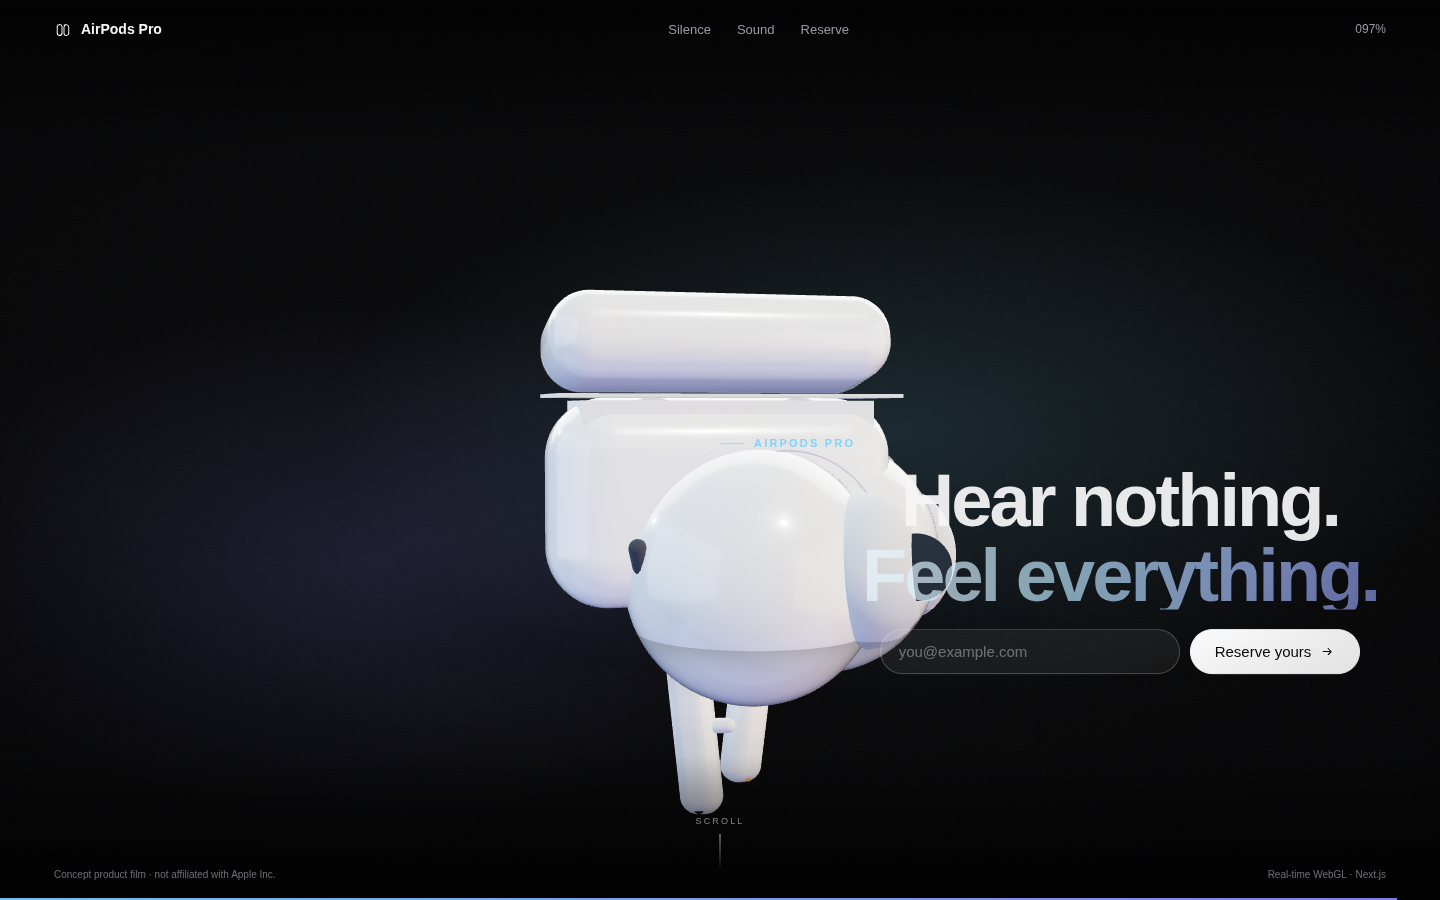 AirPods Pro
Silence Sound Reserve
097%
AIRPODS PRO
Hear nothing.
Feel everything.
you@example.com
Reserve yours →
SCROLL
Concept product film · not affiliated with Apple Inc.
Real-time WebGL · Next.js